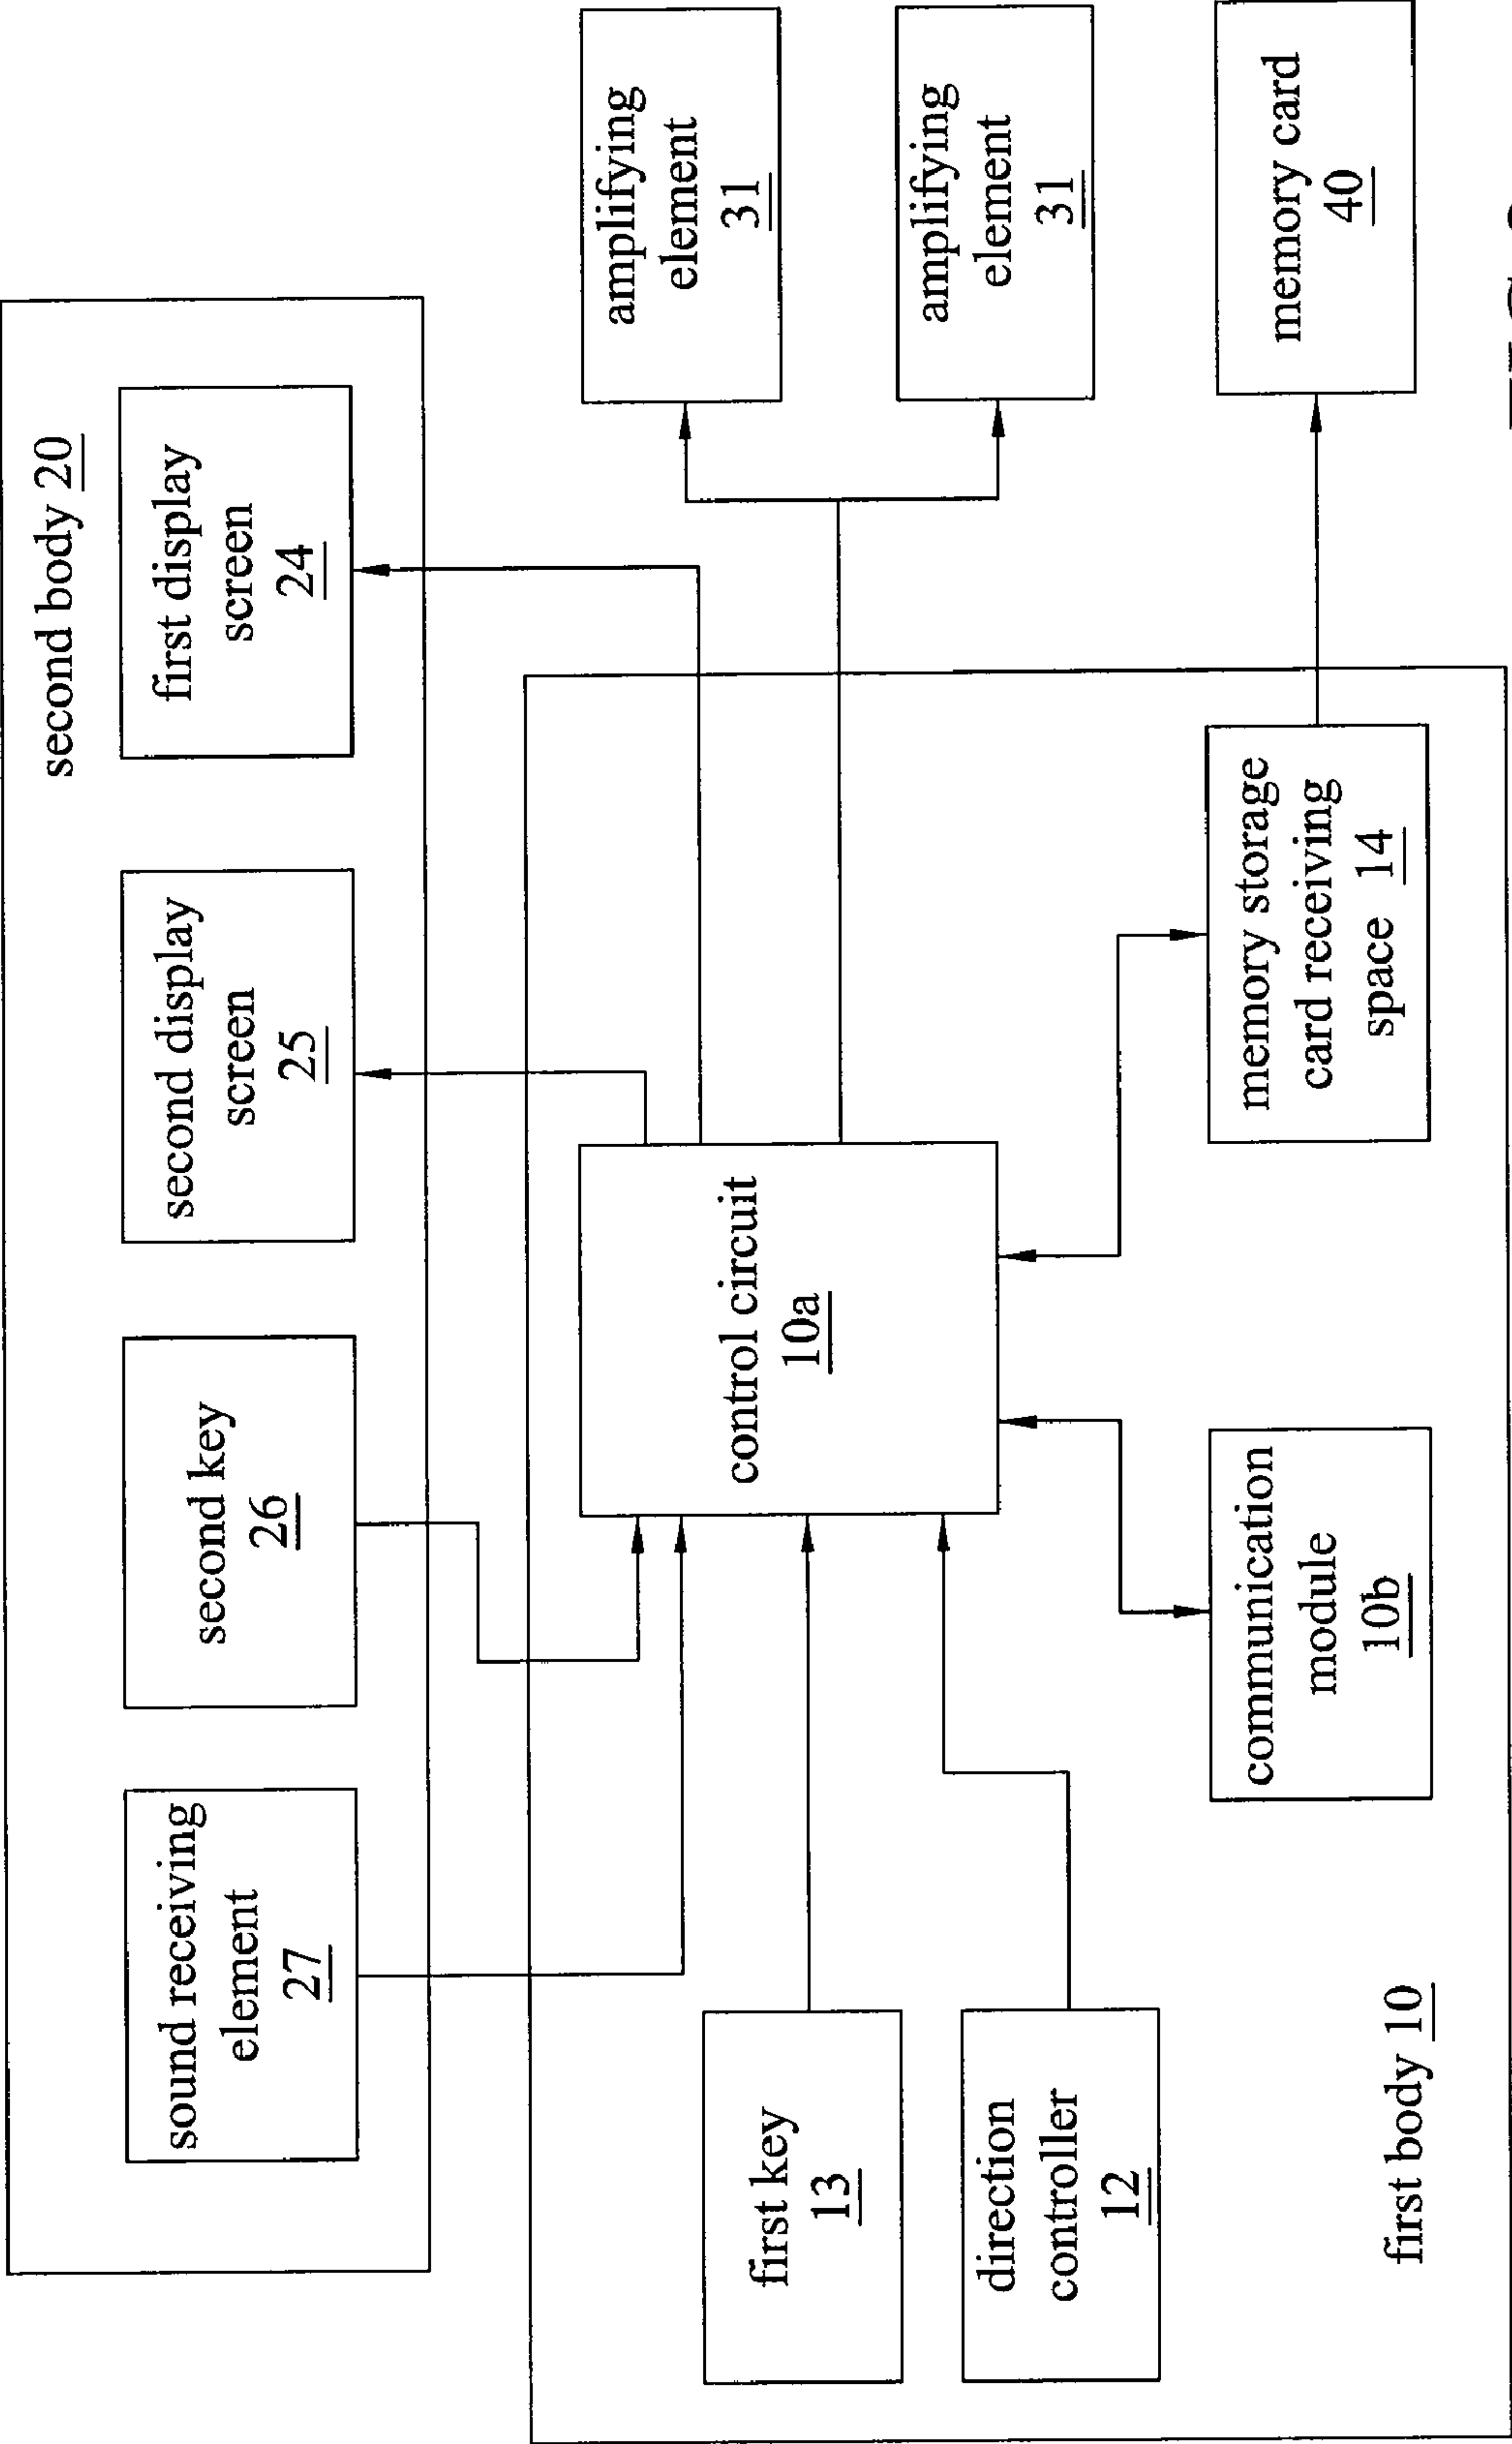 second body 20
sound receiving
element
27
second key
26
second display
screen
25
first display
screen
24
first key
13
direction
controller
12
control circuit
10a
communication
module
10b
memory storage
card receiving
space 14
first body 10
amplifying
element
31
amplifying
element
31
memory card
40